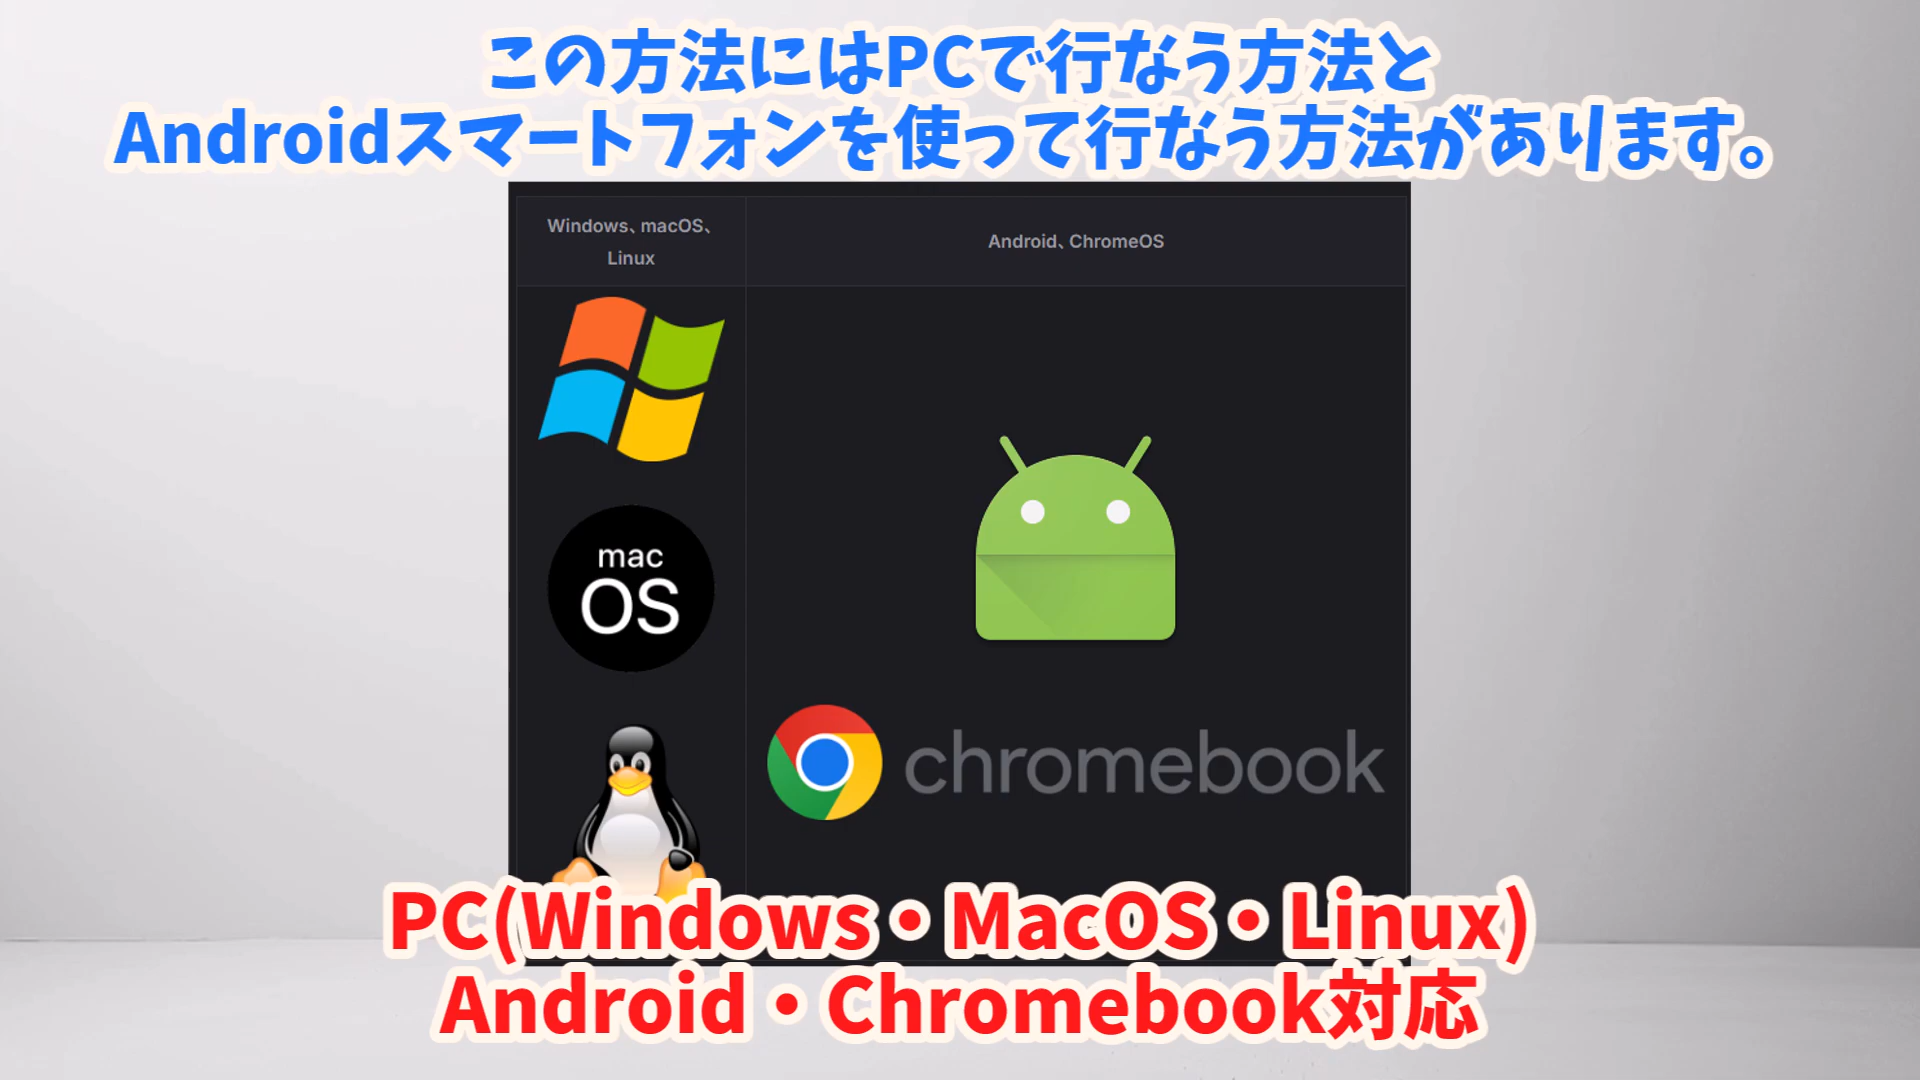 この方法にはPCで行なう方法と
Androidスマートフォンを使って行なう方法があります。
Windows、macOS、
Linux
Android、ChromeOS
mac
OS
chromebook
PC(Windows・MacOS・Linux)
Android・Chromebook対応